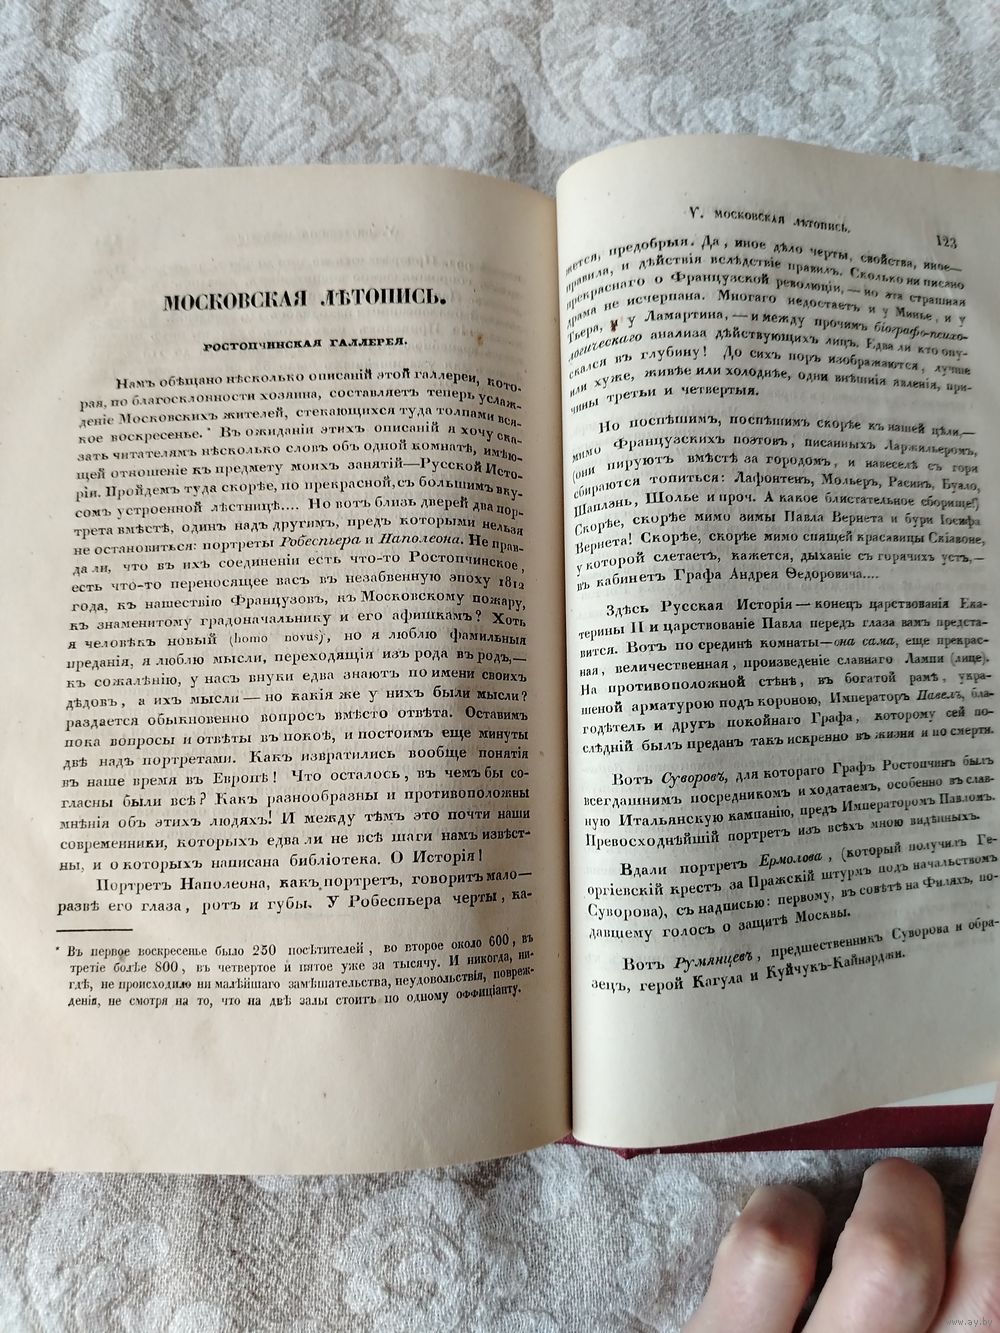 МОСКОВСКАЯ ЛѢТОПИСЬ.
РОСТОПЧИНСКАЯ ГАЛЛЕРЕЯ.
Намъ обѣщано нѣсколько описаній этой галлереи, кото-
рая, по благосклонности хозяина, составляетъ теперь услаж-
деніе Московскихъ жителей, стекающихся туда толпами вся-
кое воскресенье. * Въ ожиданіи этихъ описаній я хочу ска-
зать читателямъ нѣсколько словъ объ одной комнатѣ, имѣю-
щей отношеніе къ предмету моихъ занятій—Русской Исто-
ріи. Пройдемъ туда скорѣе, по прекрасной, съ большимъ вку-
сомъ устроенной лѣстницѣ.... Но вотъ близь дверей два пор-
трета вмѣстѣ, одинъ надъ другимъ, предъ которыми нельзя
не остановиться: портреты Робеспьера и Наполеона. Не прав-
да ли, что въ ихъ соединеніи есть что-то Ростопчинское,
есть что-то переносящее васъ въ незабвенную эпоху 1812
года, къ нашествію Французовъ, къ Московскому пожару,
къ знаменитому градоначальнику и его афишкамъ? Хоть
я человѣкъ новый (homo novus), но я люблю фамильныя
преданія, я люблю мысли, переходящія изъ рода въ родъ,—
къ сожалѣнію, у насъ внуки едва знаютъ по имени своихъ
дѣдовъ, а ихъ мысли — но какія же у нихъ были мысли?
раздается обыкновенно вопросъ вмѣсто отвѣта. Оставимъ
пока вопросы и отвѣты въ покоѣ, и постоимъ еще минуты
двѣ надъ портретами. Какъ извратились вообще понятія
въ наше время въ Европѣ! Что осталось, въ чемъ бы со-
гласны были всѣ? Какъ разнообразны и противоположны
мнѣнія объ этихъ людяхъ! И между тѣмъ это почти наши
современники, которыхъ едва ли не всѣ шаги намъ извѣст-
ны, и о которыхъ написана библіотека. О Исторія!
Портретъ Наполеона, какъ портретъ, говоритъ мало—
развѣ его глаза, ротъ и губы. У Робеспьера черты, ка-
* Въ первое воскресенье было 250 посѣтителей, во второе около 600, въ
третіе болѣе 800, въ четвертое и пятое уже за тысячу. И никогда, ни-
гдѣ, не происходило ни малѣйшаго замѣшательства, неудовольствія, повреж-
денія, не смотря на то, что на двѣ залы стоитъ по одному оффиціанту.
V. МОСКОВСКАЯ ЛѢТОПИСЬ.
123
жется, предобрыя. Да, иное дѣло черты, свойства, иное—
правила, и дѣйствія вслѣдствіе правилъ. Сколько ни писано
прекраснаго о Французской революціи, — но эта страшная
драма не исчерпана. Многаго недостаетъ и у Минье, и у
Тьера, и у Ламартина, — и между прочимъ біографо-психо-
логическаго анализа дѣйствующихъ лицъ. Едва ли кто опу-
скался въ глубину! До сихъ поръ изображаются, лучше
или хуже, живѣе или холоднѣе, одни внѣшнія явленія, при-
чины третьи и четвертыя.
Но поспѣшимъ, поспѣшимъ скорѣе къ нашей цѣли,—
мимо Французскихъ поэтовъ, писанныхъ Ларжильеромъ,
(они пируютъ вмѣстѣ за городомъ, и навеселѣ съ горя
сбираются топиться: Лафонтенъ, Мольеръ, Расинъ, Буало,
Шаплэнь, Шолье и проч. А какое блистательное сборище!)
Скорѣе, скорѣе мимо зимы Павла Вернета и бури Іосифа
Вернета! Скорѣе, скорѣе мимо спящей красавицы Скіавоне,
у которой слетаетъ, кажется, дыханіе съ горячихъ устъ,—
въ кабинетъ Графа Андрея Ѳедоровича....
Здѣсь Русская Исторія — конецъ царствованія Ека-
терины II и царствованіе Павла передъ глаза вамъ предста-
вится. Вотъ по срединѣ комнаты—она сама, еще прекрас-
ная, величественная, произведеніе славнаго Лампи (лице).
На противоположной стѣнѣ, въ богатой рамѣ, укра-
шеной арматурою подъ короною, Императоръ Павелъ, бла-
годѣтель и другъ покойнаго Графа, которому сей по-
слѣдній былъ преданъ такъ искренно въ жизни и по смерти.
Вотъ Суворовъ, для котораго Графъ Ростопчинъ былъ
всегдашнимъ посредникомъ и ходатаемъ, особенно въ слав-
ную Итальянскую кампанію, предъ Императоромъ Павломъ.
Превосходнѣйшій портретъ изъ всѣхъ мною видѣнныхъ.
Вдали портретъ Ермолова, (который получилъ Ге-
оргіевскій крестъ за Пражскій штурмъ подъ начальствомъ
Суворова), съ надписью: первому, въ совѣтѣ на Филяхъ, по-
давшему голосъ о защитѣ Москвы.
Вотъ Румянцевъ, предшественникъ Суворова и обра-
зецъ, герой Кагула и Куйчукъ-Кайнарджи.
www.ay.by